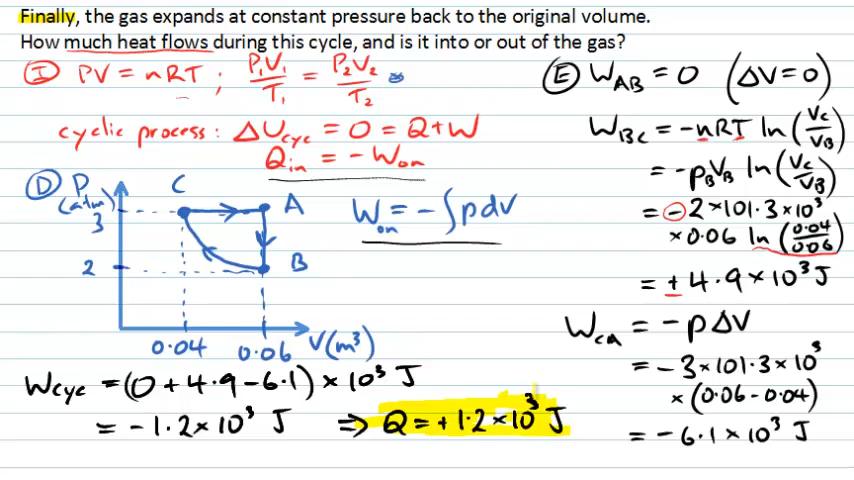 Finally, the gas expands at constant pressure back to the original volume.
How much heat flows during this cycle, and is it into or out of the gas?
I PV = nRT ; P₁V₁/T₁ = P₂V₂/T₂
cyclic process: ΔU_cyc = 0 = Q + W
Q_in = -W_on
D P (atm)
C
A
3
2
B
0.04 0.06 V(m³)
W_on = -∫pdV
W_cyc = (0 + 4.9 - 6.1) × 10³ J
= -1.2 × 10³ J ⇒ Q = +1.2 × 10³ J
E W_AB = 0 (ΔV = 0)
W_BC = -nRT ln(V_C/V_B)
= -p_B V_B ln(V_C/V_B)
= -2 × 101.3 × 10³
× 0.06 ln(0.04/0.06)
= +4.9 × 10³ J
W_CA = -pΔV
= -3 × 101.3 × 10³
× (0.06 - 0.04)
= -6.1 × 10³ J